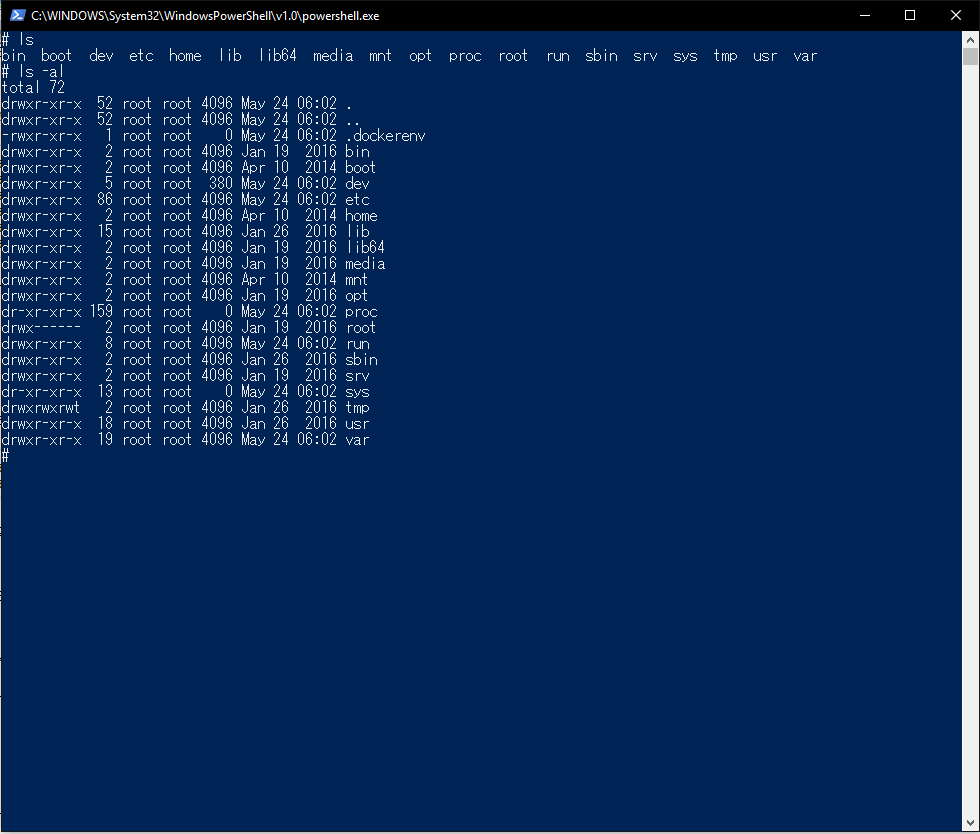 C:\WINDOWS\System32\WindowsPowerShell\v1.0\powershell.exe
# ls
bin  boot  dev  etc  home  lib  lib64  media  mnt  opt  proc  root  run  sbin  srv  sys  tmp  usr  var
# ls -al
total 72
drwxr-xr-x  52 root root 4096 May 24 06:02 .
drwxr-xr-x  52 root root 4096 May 24 06:02 ..
-rwxr-xr-x   1 root root    0 May 24 06:02 .dockerenv
drwxr-xr-x   2 root root 4096 Jan 19  2016 bin
drwxr-xr-x   2 root root 4096 Apr 10  2014 boot
drwxr-xr-x   5 root root  380 May 24 06:02 dev
drwxr-xr-x  86 root root 4096 May 24 06:02 etc
drwxr-xr-x   2 root root 4096 Apr 10  2014 home
drwxr-xr-x  15 root root 4096 Jan 26  2016 lib
drwxr-xr-x   2 root root 4096 Jan 19  2016 lib64
drwxr-xr-x   2 root root 4096 Jan 19  2016 media
drwxr-xr-x   2 root root 4096 Apr 10  2014 mnt
drwxr-xr-x   2 root root 4096 Jan 19  2016 opt
dr-xr-xr-x 159 root root    0 May 24 06:02 proc
drwx------   2 root root 4096 Jan 19  2016 root
drwxr-xr-x   8 root root 4096 May 24 06:02 run
drwxr-xr-x   2 root root 4096 Jan 26  2016 sbin
drwxr-xr-x   2 root root 4096 Jan 19  2016 srv
dr-xr-xr-x  13 root root    0 May 24 06:02 sys
drwxrwxrwt   2 root root 4096 Jan 26  2016 tmp
drwxr-xr-x  18 root root 4096 Jan 26  2016 usr
drwxr-xr-x  19 root root 4096 May 24 06:02 var
#